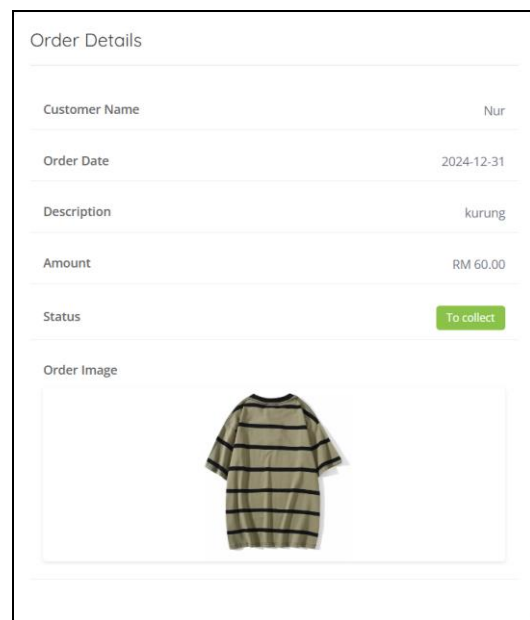 Order Details
Customer Name Nur
Order Date 2024-12-31
Description kurung
Amount RM 60.00
Status To collect
Order Image